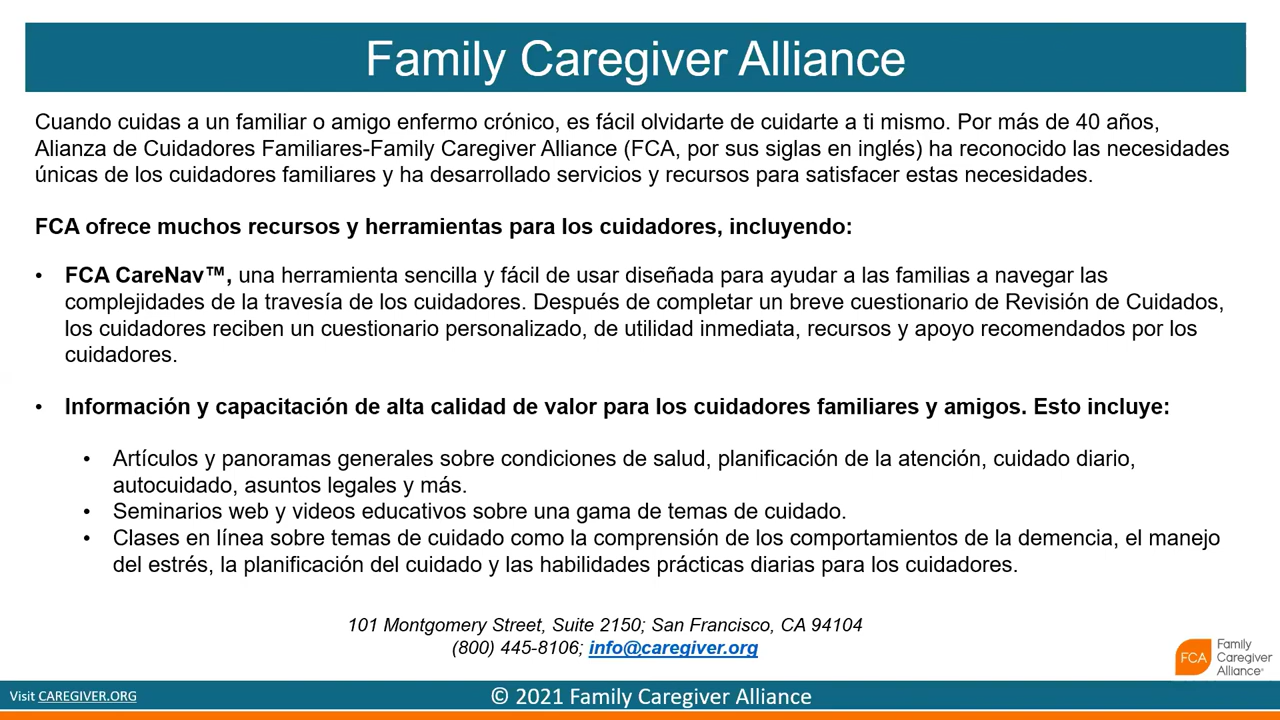 Family Caregiver Alliance
Cuando cuidas a un familiar o amigo enfermo crónico, es fácil olvidarte de cuidarte a ti mismo. Por más de 40 años,
Alianza de Cuidadores Familiares-Family Caregiver Alliance (FCA, por sus siglas en inglés) ha reconocido las necesidades
únicas de los cuidadores familiares y ha desarrollado servicios y recursos para satisfacer estas necesidades.
FCA ofrece muchos recursos y herramientas para los cuidadores, incluyendo:
• FCA CareNav™, una herramienta sencilla y fácil de usar diseñada para ayudar a las familias a navegar las
complejidades de la travesía de los cuidadores. Después de completar un breve cuestionario de Revisión de Cuidados,
los cuidadores reciben un cuestionario personalizado, de utilidad inmediata, recursos y apoyo recomendados por los
cuidadores.
• Información y capacitación de alta calidad de valor para los cuidadores familiares y amigos. Esto incluye:
• Artículos y panoramas generales sobre condiciones de salud, planificación de la atención, cuidado diario,
autocuidado, asuntos legales y más.
• Seminarios web y videos educativos sobre una gama de temas de cuidado.
• Clases en línea sobre temas de cuidado como la comprensión de los comportamientos de la demencia, el manejo
del estrés, la planificación del cuidado y las habilidades prácticas diarias para los cuidadores.
101 Montgomery Street, Suite 2150; San Francisco, CA 94104
(800) 445-8106; info@caregiver.org
FCA
Family
Caregiver
Alliance®
Visit CAREGIVER.ORG
© 2021 Family Caregiver Alliance